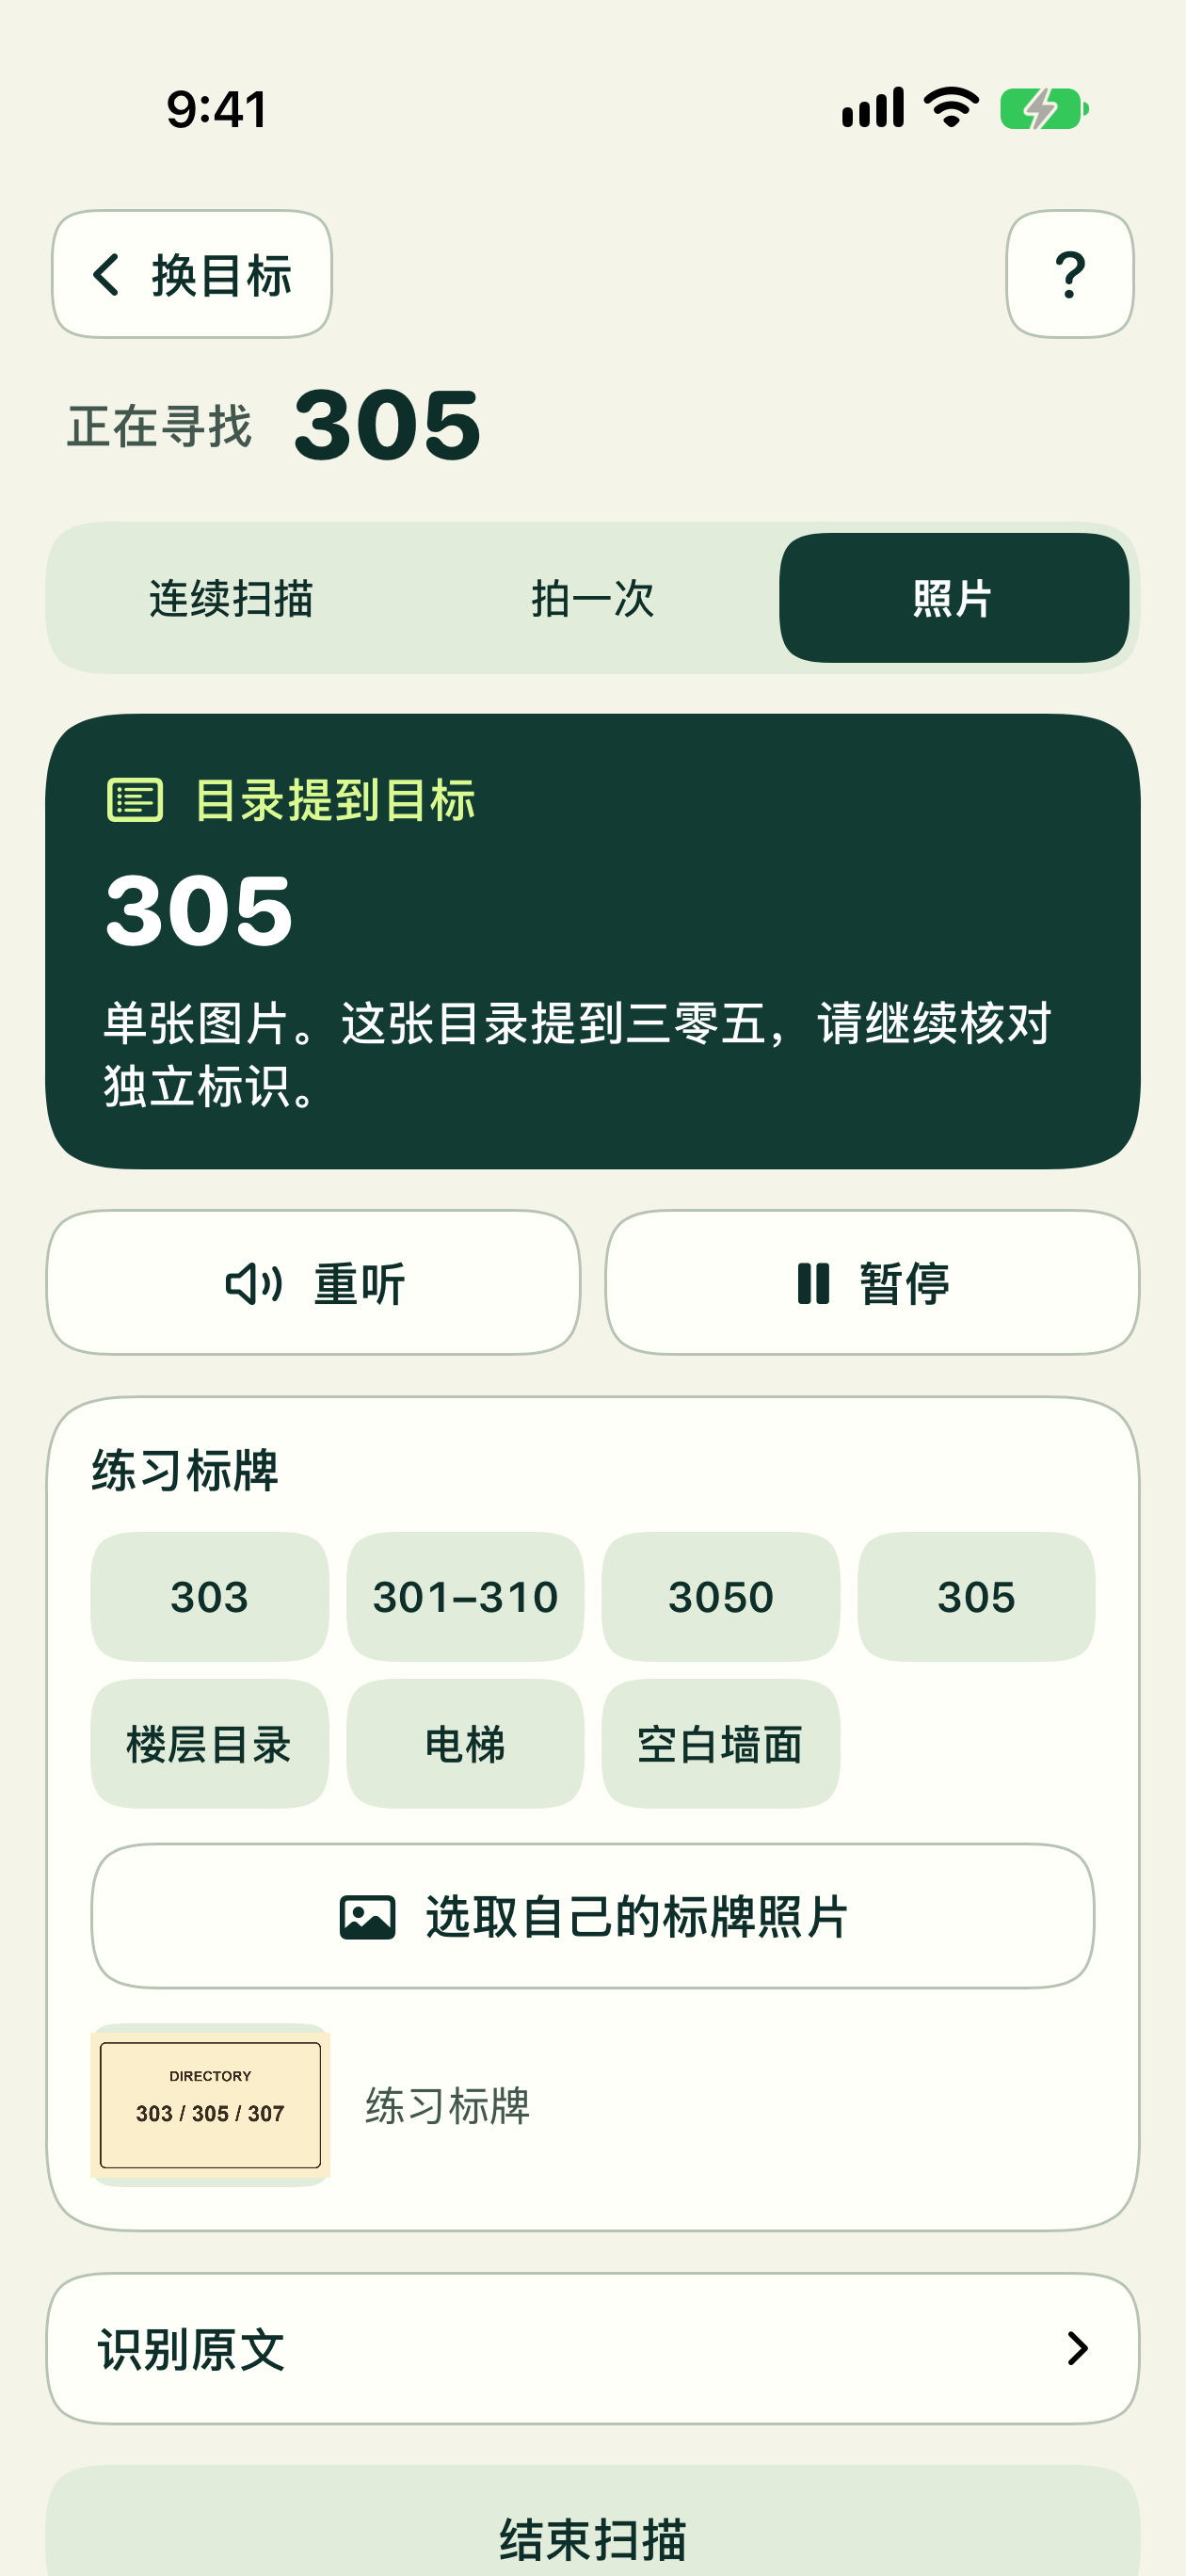 9:41
换目标
?
正在寻找 305
连续扫描 拍一次 照片
目录提到目标
305
单张图片。这张目录提到三零五，请继续核对
独立标识。
重听 暂停
练习标牌
303 301–310 3050 305
楼层目录 电梯 空白墙面
选取自己的标牌照片
DIRECTORY
303 / 305 / 307
练习标牌
识别原文
结束扫描